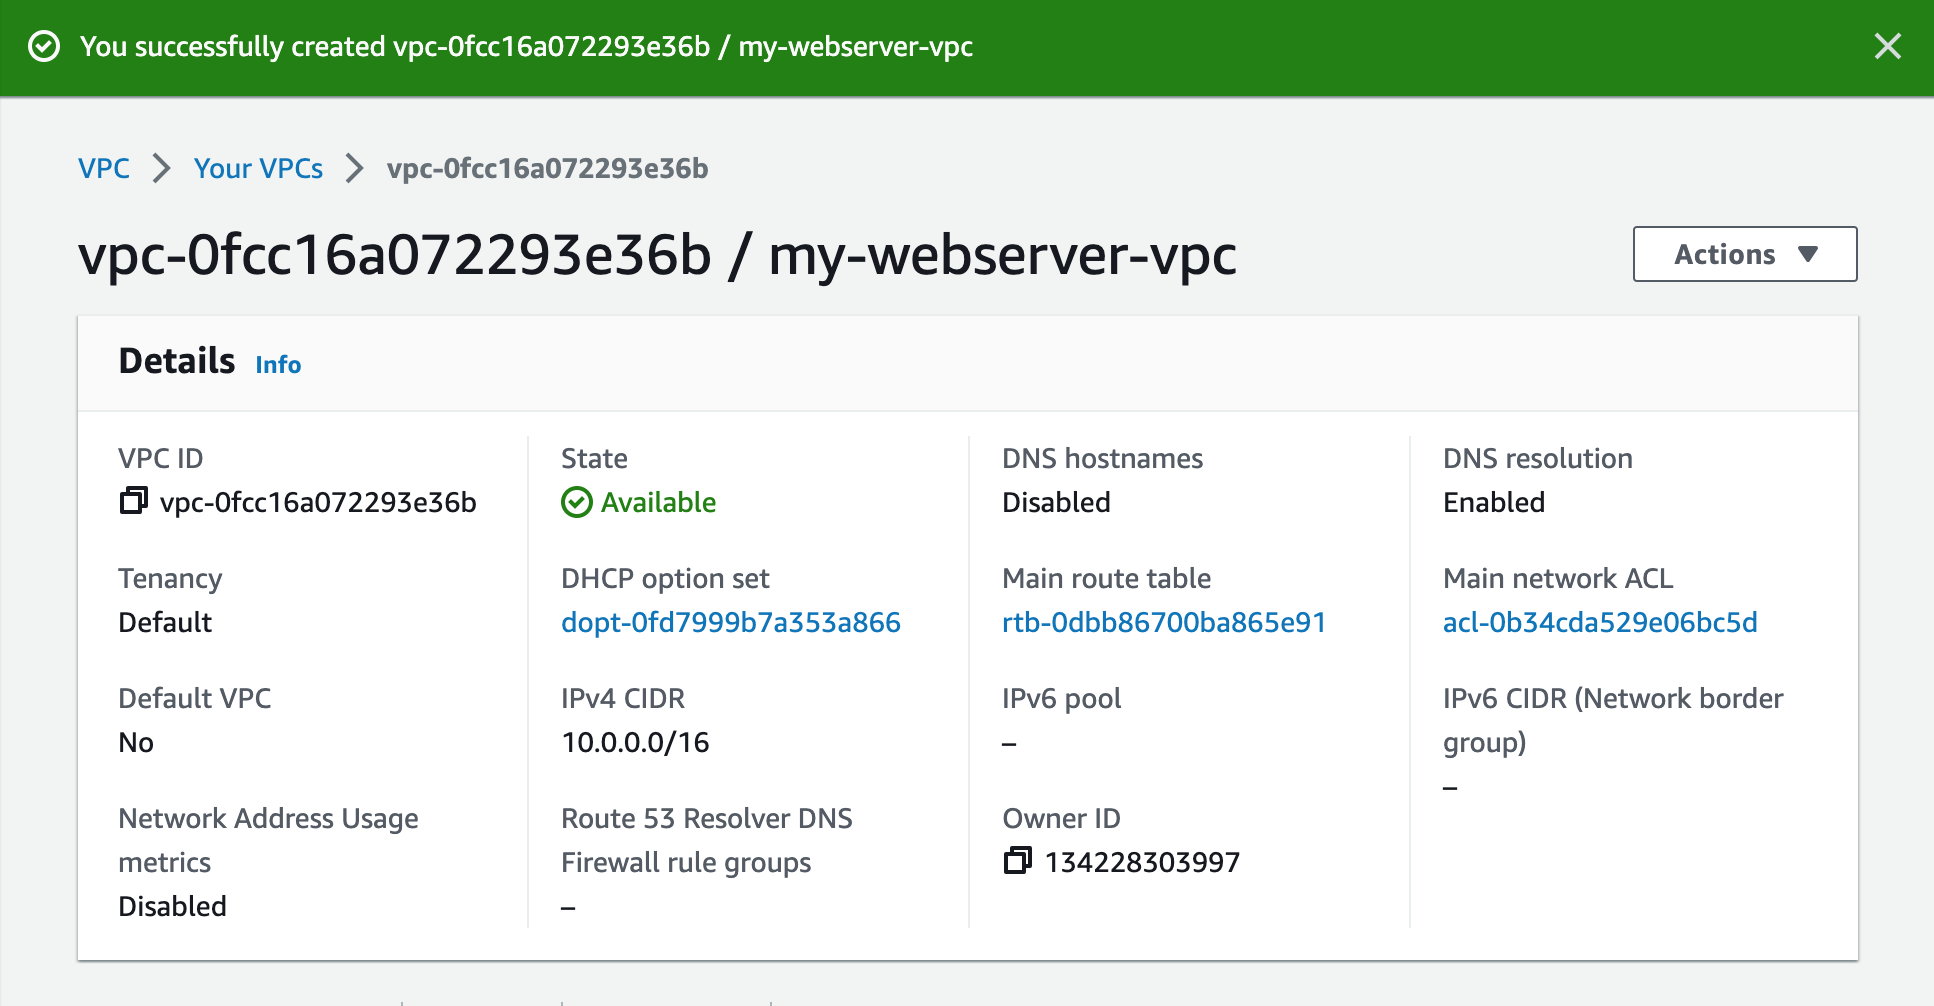 You successfully created vpc-0fcc16a072293e36b / my-webserver-vpc
VPC > Your VPCs > vpc-0fcc16a072293e36b
vpc-0fcc16a072293e36b / my-webserver-vpc
Actions
Details Info
VPC ID
vpc-0fcc16a072293e36b
State
Available
DNS hostnames
Disabled
DNS resolution
Enabled
Tenancy
Default
DHCP option set
dopt-0fd7999b7a353a866
Main route table
rtb-0dbb86700ba865e91
Main network ACL
acl-0b34cda529e06bc5d
Default VPC
No
IPv4 CIDR
10.0.0.0/16
IPv6 pool
–
IPv6 CIDR (Network border
group)
–
Network Address Usage
metrics
Disabled
Route 53 Resolver DNS
Firewall rule groups
–
Owner ID
134228303997